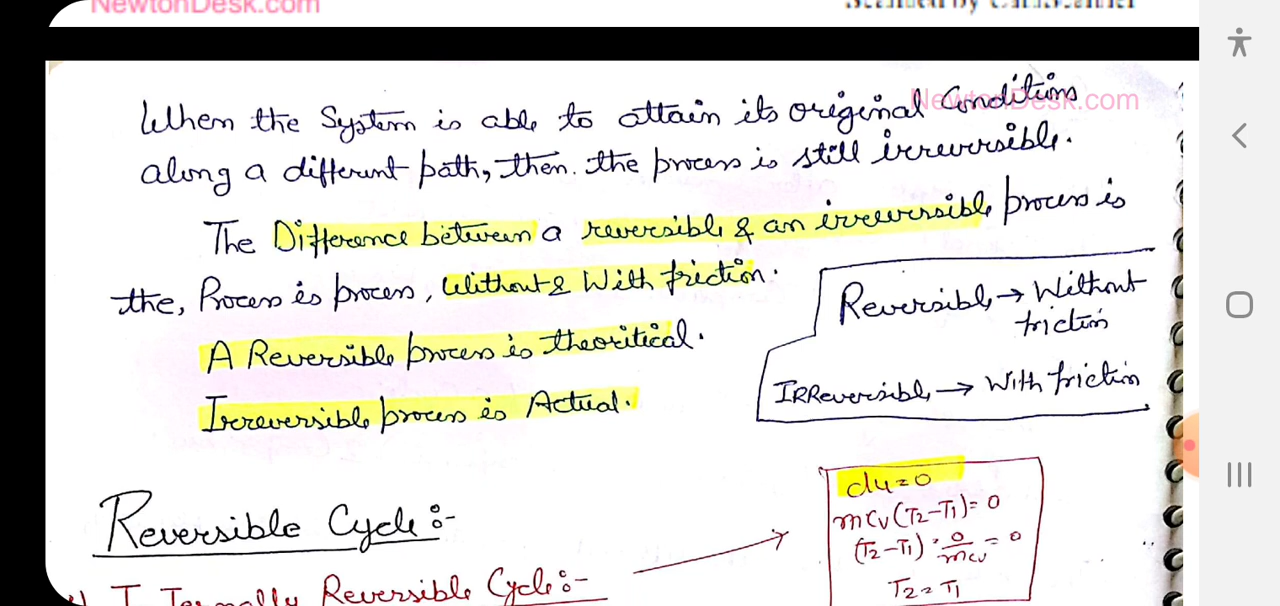 NewtonDesk.com
When the System is able to attain its original Conditions
NewtonDesk.com
along a different path, then. the process is still irreversible.
The Difference between a reversible & an irreversible process is
the, Process is process, Without & With friction.
Reversible → Without
friction
A Reversible process is theoritical.
IRReversible → With friction
Irreversible process is Actual.
du=0
mCv(T2-T1)=0
Reversible Cycle:-
(T2-T1) = 0/mcv = 0
T2=T1
Reversible Cycle:-